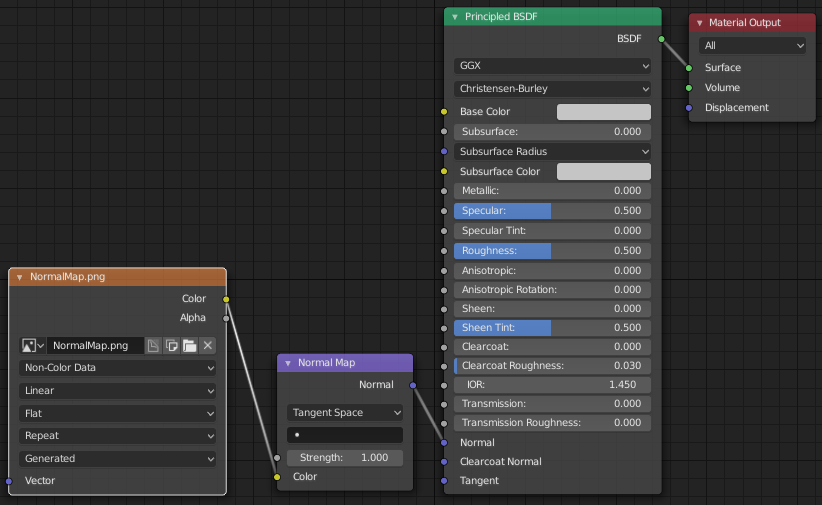 NormalMap.png
Color
Alpha
NormalMap.png
Non-Color Data
Linear
Flat
Repeat
Generated
Vector
Normal Map
Normal
Tangent Space
Strength: 1.000
Color
Principled BSDF
BSDF
GGX
Christensen-Burley
Base Color
Subsurface: 0.000
Subsurface Radius
Subsurface Color
Metallic: 0.000
Specular: 0.500
Specular Tint: 0.000
Roughness: 0.500
Anisotropic: 0.000
Anisotropic Rotation: 0.000
Sheen: 0.000
Sheen Tint: 0.500
Clearcoat: 0.000
Clearcoat Roughness: 0.030
IOR: 1.450
Transmission: 0.000
Transmission Roughness: 0.000
Normal
Clearcoat Normal
Tangent
Material Output
All
Surface
Volume
Displacement